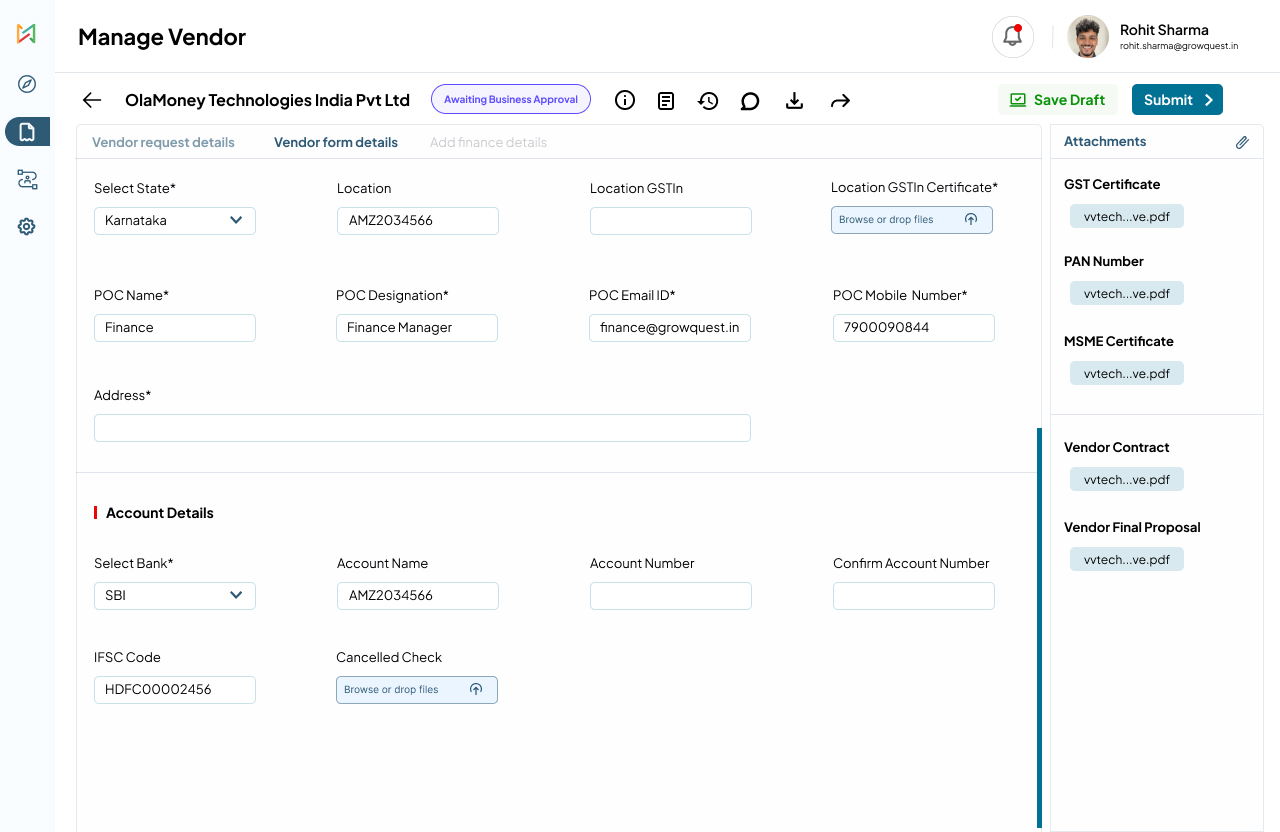 Manage Vendor
Rohit Sharma
rohit.sharma@growquest.in
OlaMoney Technologies India Pvt Ltd
Awaiting Business Approval
Save Draft
Submit
Vendor request details
Vendor form details
Add finance details
Attachments
Select State*
Location
Location GSTIn
Location GSTIn Certificate*
Karnataka
AMZ2034566
Browse or drop files
POC Name*
POC Designation*
POC Email ID*
POC Mobile Number*
Finance
Finance Manager
finance@growquest.in
7900090844
Address*
Account Details
Select Bank*
Account Name
Account Number
Confirm Account Number
SBI
AMZ2034566
IFSC Code
Cancelled Check
HDFC00002456
Browse or drop files
GST Certificate
vvtech...ve.pdf
PAN Number
vvtech...ve.pdf
MSME Certificate
vvtech...ve.pdf
Vendor Contract
vvtech...ve.pdf
Vendor Final Proposal
vvtech...ve.pdf